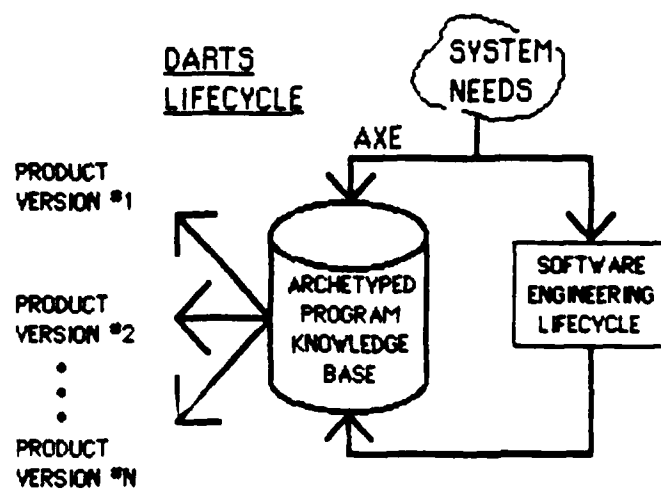 DARTS
LIFECYCLE
SYSTEM
NEEDS
AXE
PRODUCT
VERSION #1
PRODUCT
VERSION #2
PRODUCT
VERSION #N
ARCHETYPED
PROGRAM
KNOWLEDGE
BASE
SOFTWARE
ENGINEERING
LIFECYCLE